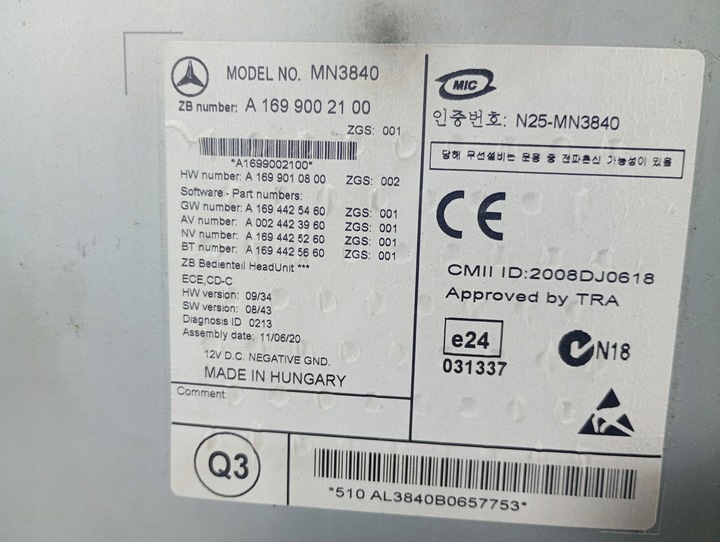 MODEL NO. MN3840
ZB number: A 169 900 21 00
ZGS: 001
*A1699002100*
HW number: A 169 901 08 00 ZGS: 002
Software - Part numbers:
GW number: A 169 442 54 60 ZGS: 001
AV number: A 002 442 39 60 ZGS: 001
NV number: A 169 442 52 60 ZGS: 001
BT number: A 169 442 56 60 ZGS: 001
ZB Bedienteil HeadUnit ***
ECE,CD-C
HW version: 09/34
SW version: 08/43
Diagnosis ID 0213
Assembly date: 11/06/20
12V D.C. NEGATIVE GND.
MADE IN HUNGARY
Comment:
MIC
인증번호: N25-MN3840
당해 무선설비는 운용 중 전파혼신 가능성이 있음
CE
CMII ID:2008DJ0618
Approved by TRA
e24
031337
N18
Q3
*510 AL3840B0657753*